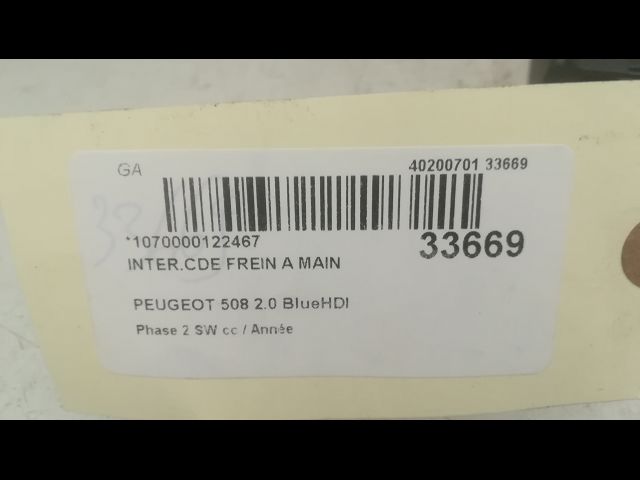 GA
40200701 33669
*1070000122467
33669
INTER.CDE FREIN A MAIN
PEUGEOT 508 2.0 BlueHDI
Phase 2 SW cc / Année